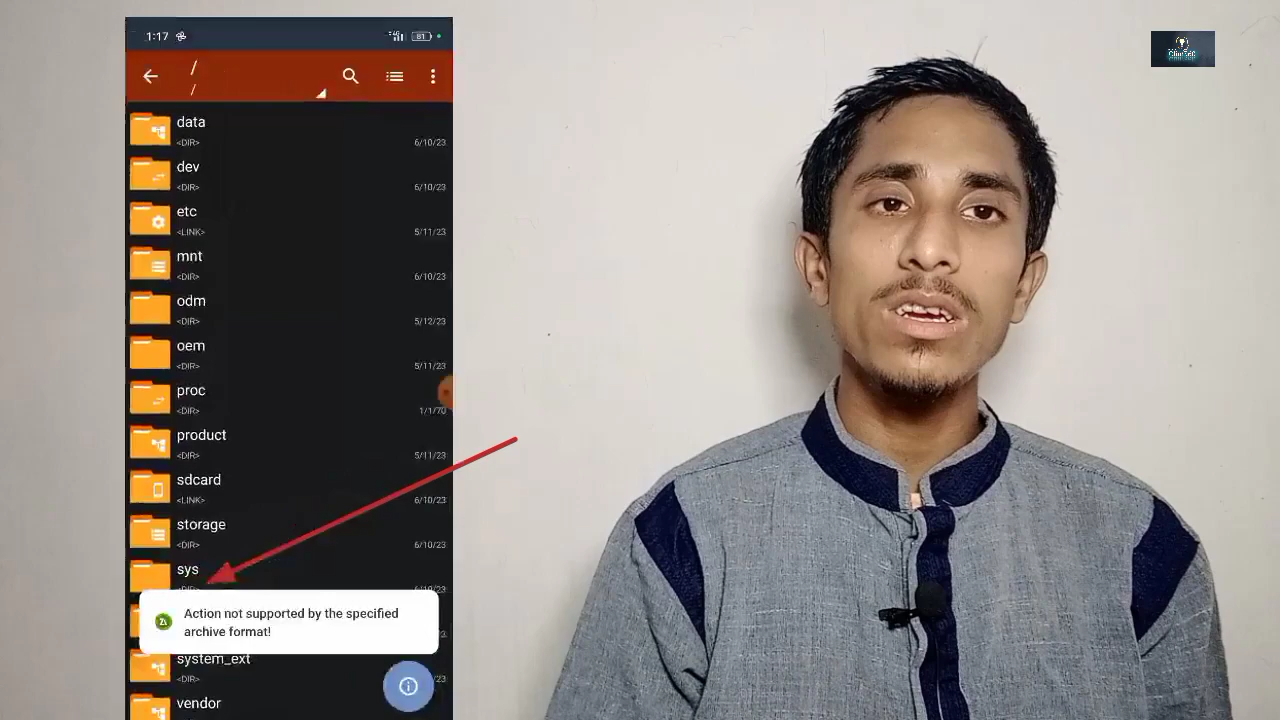 1:17
81
/
/
data
<DIR>
6/10/23
dev
<DIR>
6/10/23
etc
<LINK>
5/11/23
mnt
<DIR>
6/10/23
odm
<DIR>
5/12/23
oem
<DIR>
5/11/23
proc
<DIR>
1/1/70
product
<DIR>
5/11/23
sdcard
<LINK>
6/10/23
storage
<DIR>
6/10/23
sys
Action not supported by the specified
archive format!
system_ext
<DIR>
vendor